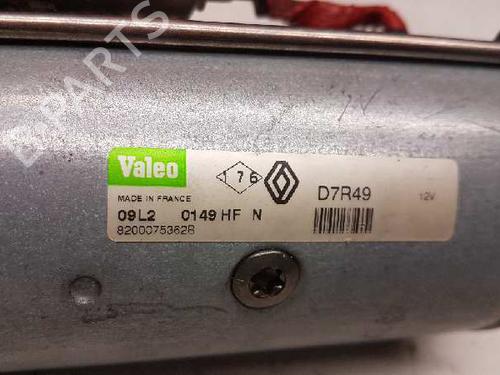 B-PARTS
Valeo
176
D7R49
12V
MADE IN FRANCE
09L2 0149 HF N
8200075362B